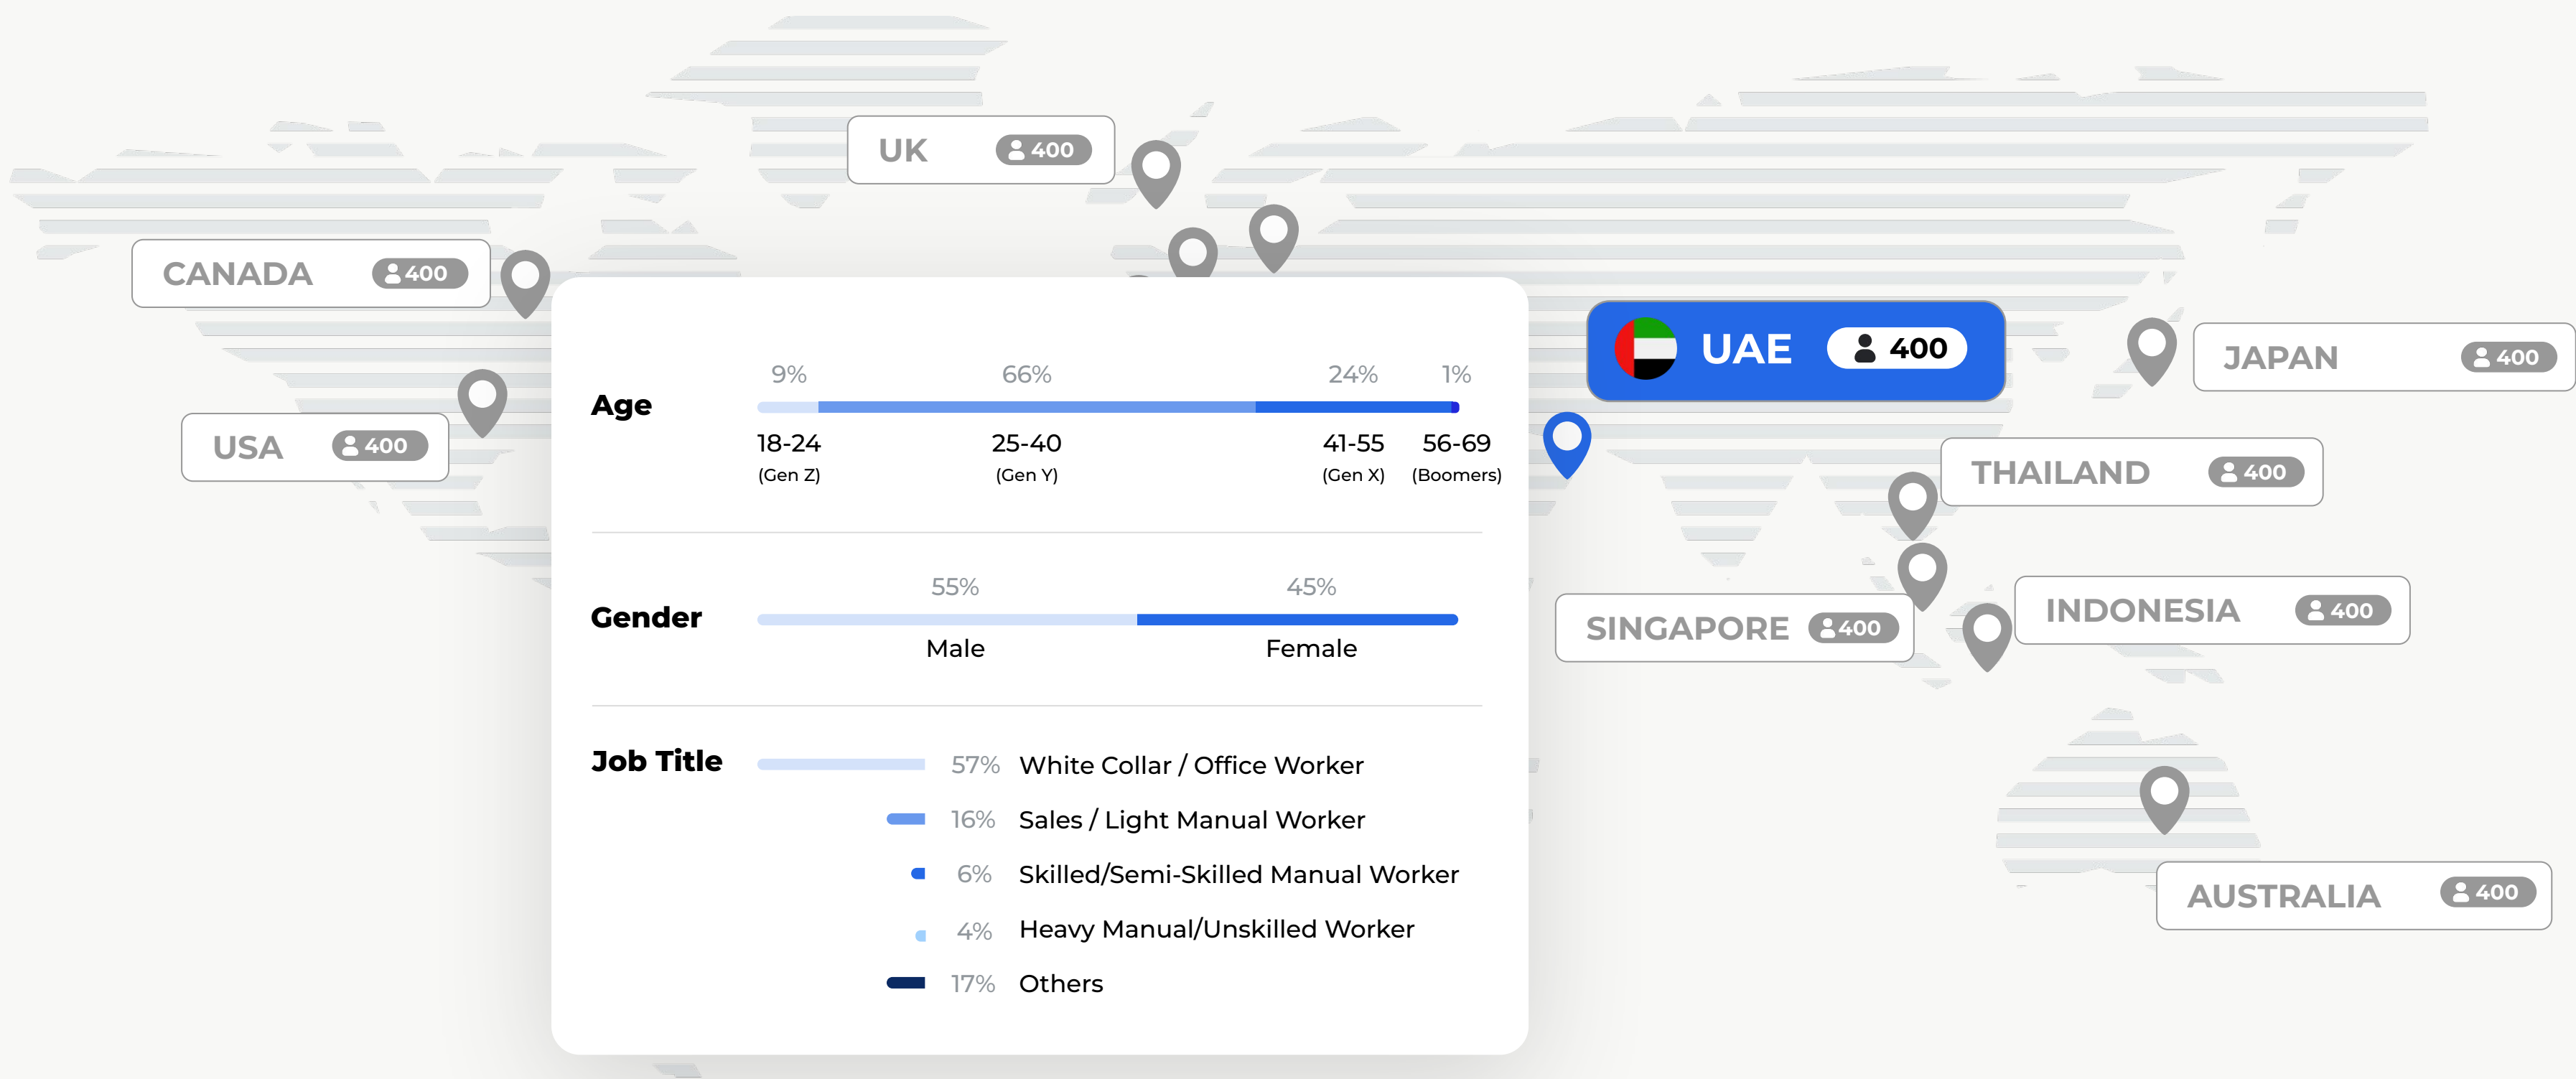 UK 400
CANADA 400
USA 400
UAE 400
JAPAN 400
THAILAND 400
SINGAPORE 400
INDONESIA 400
AUSTRALIA 400
Age
9% 66% 24% 1%
18-24 25-40 41-55 56-69
(Gen Z) (Gen Y) (Gen X) (Boomers)
Gender
55% 45%
Male Female
Job Title
57% White Collar / Office Worker
16% Sales / Light Manual Worker
6% Skilled/Semi-Skilled Manual Worker
4% Heavy Manual/Unskilled Worker
17% Others